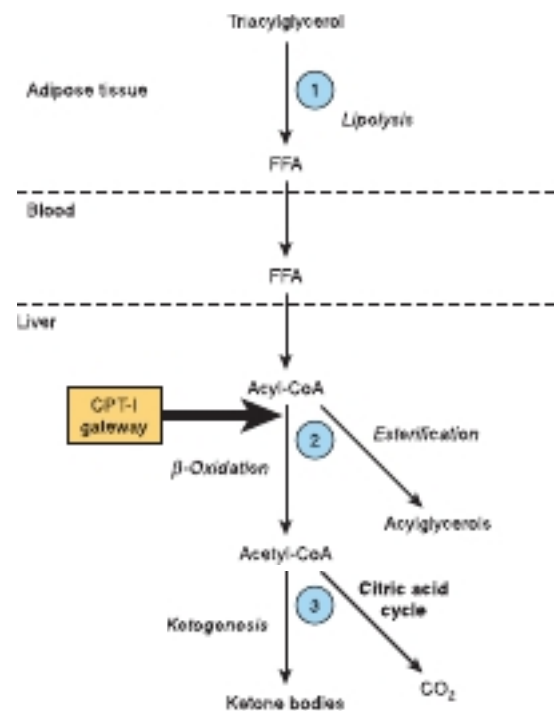 Triacylglycerol
1
Adipose tissue
Lipolysis
FFA
Blood
FFA
Liver
Acyl-CoA
CPT-I
gateway
2
Esterification
β-Oxidation
Acylglycerols
Acetyl-CoA
Citric acid
cycle
3
Ketogenesis
CO₂
Ketone bodies